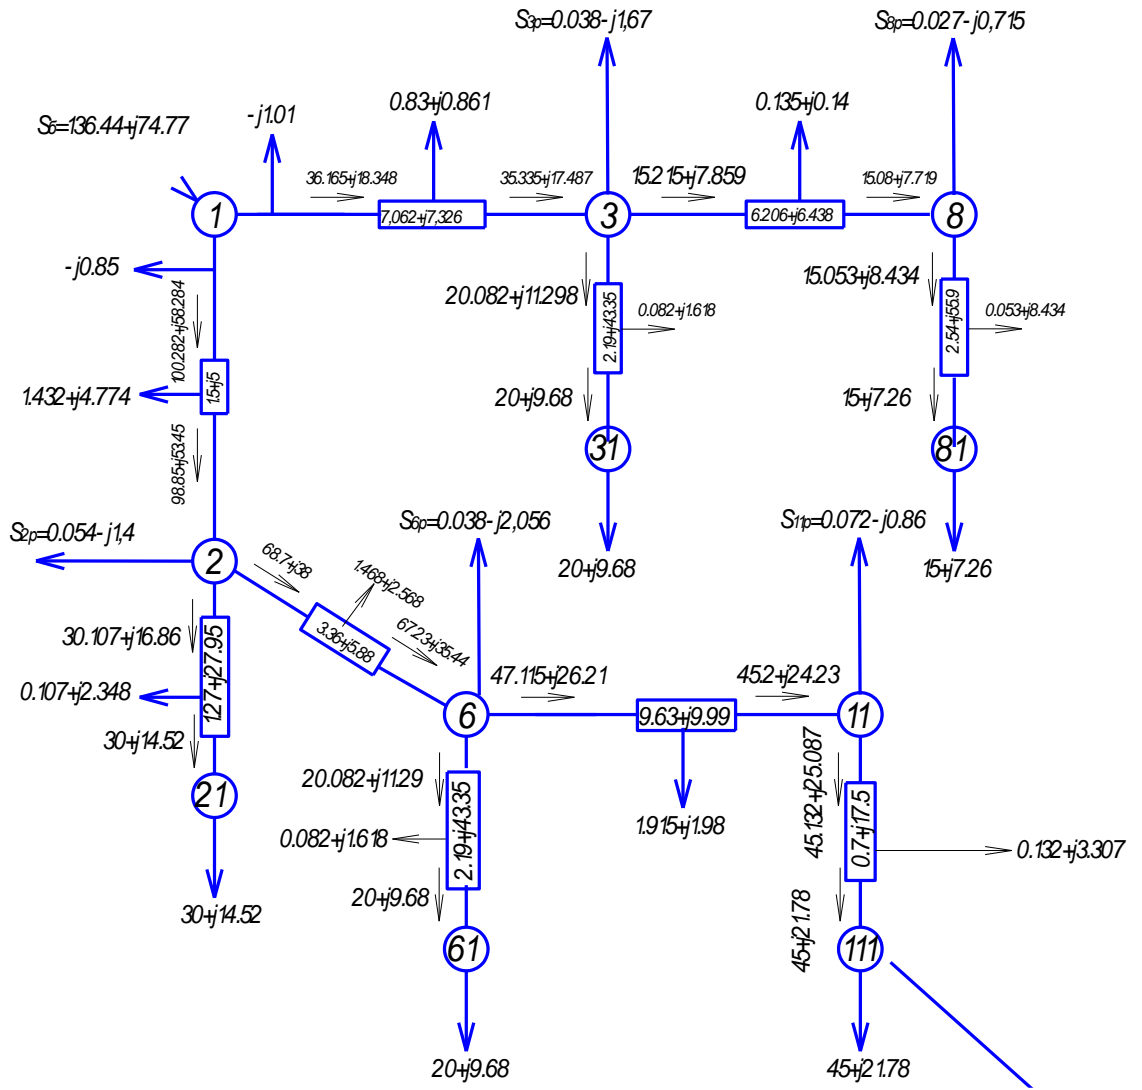 S3p=0.038-j1,67
S8p=0.027-j0,715
Sб=136.44+j74.77
-j1.01
0.83+j0.861
0.135+j0.14
36.165+j18.348
35.335+j17.487
15.215+j7.859
15.08+j7.719
1
7,062+j7,326
3
6.206+j6.438
8
-j0.85
100.282+j58.284
20.082+j11.298
2.19+j43.35
0.082+j1.618
15.053+j8.434
2.54+j55.9
0.053+j8.434
1.432+j4.774
1.5+j5
20+j9.68
15+j7.26
98.85+j53.45
31
81
S2p=0.054-j1,4
S6p=0.038-j2,056
S11p=0.072-j0.86
2
68.7+j38
20+j9.68
15+j7.26
1.468+j2.568
3.36+j5.88
67.23+j35.44
30.107+j16.86
1.27+j27.95
0.107+j2.348
30+j14.52
47.115+j26.21
45.2+j24.23
6
9.63+j9.99
11
21
20.082+j11.29
2.19+j43.35
0.082+j1.618
20+j9.68
1.915+j1.98
45.132+j25.087
0.7+j17.5
0.132+j3.307
45+j21.78
30+j14.52
61
111
20+j9.68
45+j21.78